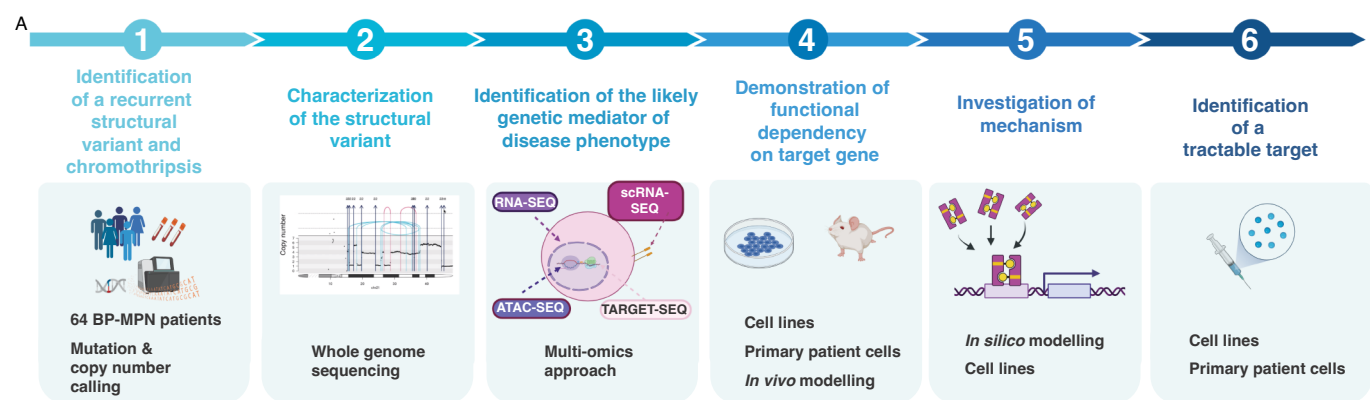 A
1
2
3
4
5
6
Identification
of a recurrent
structural
variant and
chromothripsis
Characterization
of the structural
variant
Identification of the likely
genetic mediator of
disease phenotype
Demonstration of
functional
dependency
on target gene
Investigation of
mechanism
Identification
of a
tractable target
64 BP-MPN patients
Mutation &
copy number
calling
Copy number
Whole genome
sequencing
RNA-SEQ
scRNA-
SEQ
ATAC-SEQ
TARGET-SEQ
Multi-omics
approach
Cell lines
Primary patient cells
In vivo modelling
In silico modelling
Cell lines
Cell lines
Primary patient cells